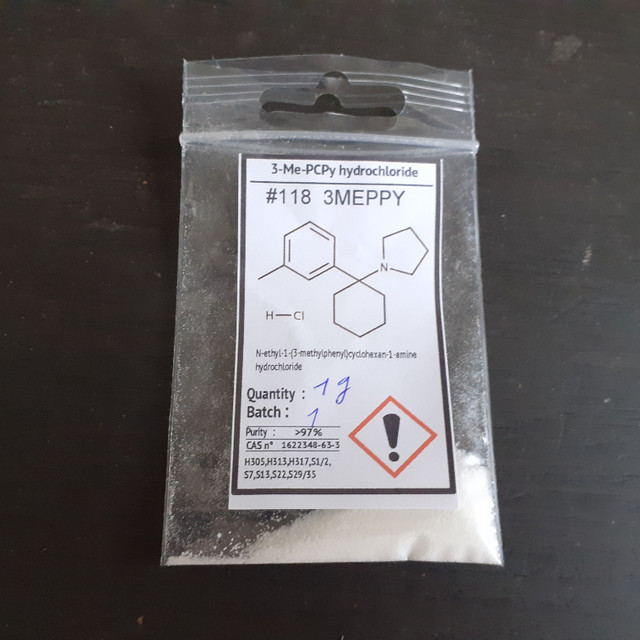 3-Me-PCPy hydrochloride
#118 3MEPPY
N
H—Cl
N-ethyl-1-(3-methylphenyl)cyclohexan-1-amine
hydrochloride
Quantity : 1 g
Batch : 1
Purity : >97%
CAS n° 1622348-63-3
H305,H313,H317,S1/2,
S7,S13,S22,S29/35